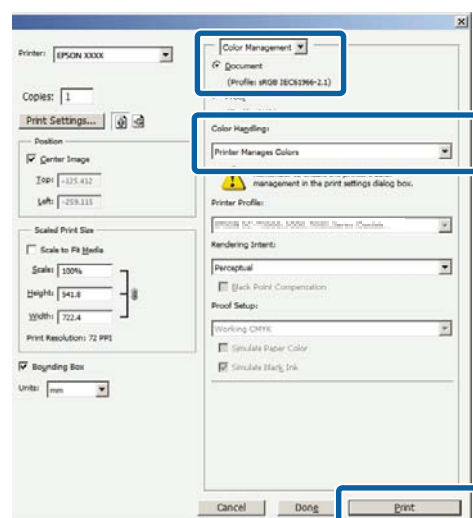 Printer: EPSON XXXX
Copies: 1
Print Settings...
Position
Center Image
Top: -125.412
Left: -259.115
Scaled Print Size
Scale to Fit Media
Scale: 100%
Height: 541.8
Width: 722.4
Print Resolution: 72 PPI
Bounding Box
Units: mm
Color Management
Document
(Profile: sRGB IEC61966-2.1)
Color Handling:
Printer Manages Colors
management in the print settings dialog box.
Printer Profile:
Rendering Intent:
Perceptual
Black Point Compensation
Proof Setup:
Working CMYK
Simulate Paper Color
Simulate Black Ink
Cancel
Done
Print